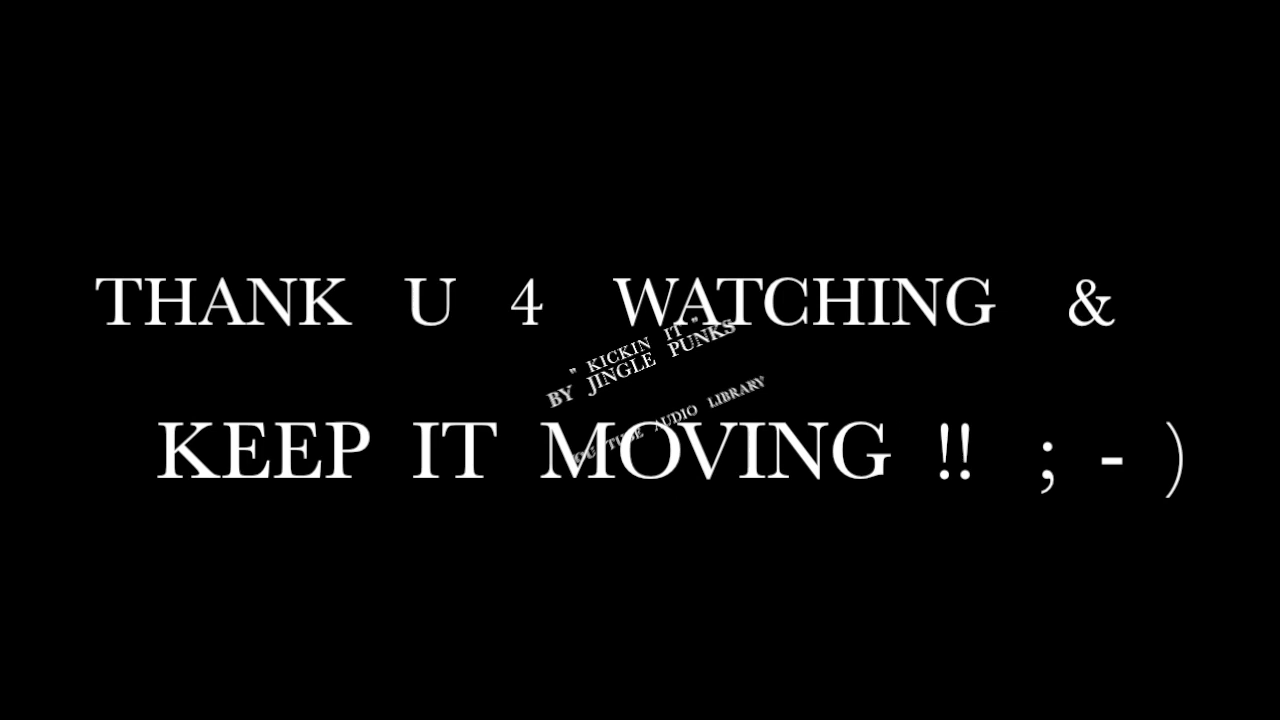 THANK U 4 WATCHING &
" KICKIN IT "
BY JINGLE PUNKS
AUDIO LIBRARY
KEEP IT MOVING !! ; - )